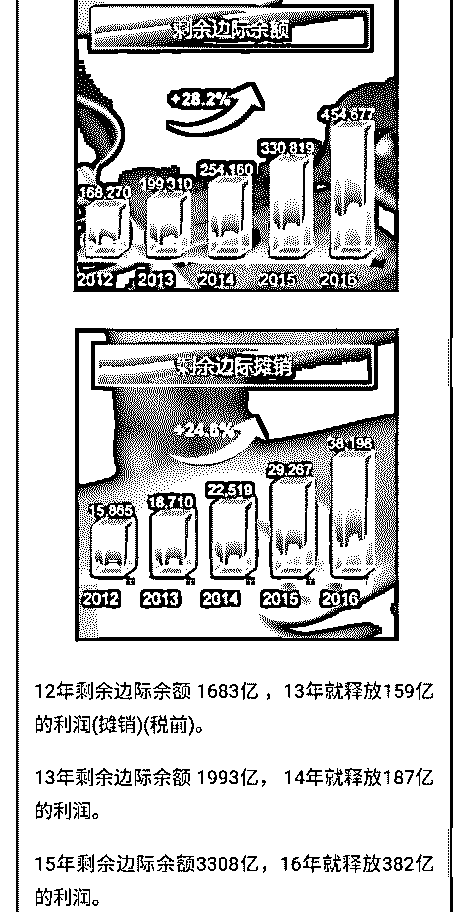 剩余边际余额
+28.2%
454,677
330,819
254,160
199,310
168,270
2012 2013 2014 2015 2016
剩余边际摊销
+24.6%
29,267
22,519
18,710
15,865
2012 2013 2014 2015 2016
12年剩余边际余额 1683亿 ，13年就释放159亿
的利润(摊销)(税前)。
13年剩余边际余额 1993亿， 14年就释放187亿
的利润。
15年剩余边际余额3308亿，16年就释放382亿
的利润。